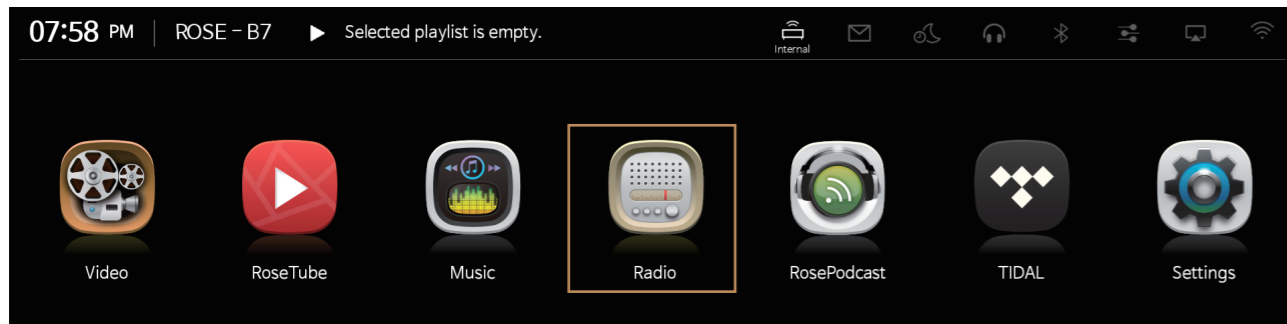 07:58 PM ROSE – B7 Selected playlist is empty.
Internal
Video RoseTube Music Radio RosePodcast TIDAL Settings